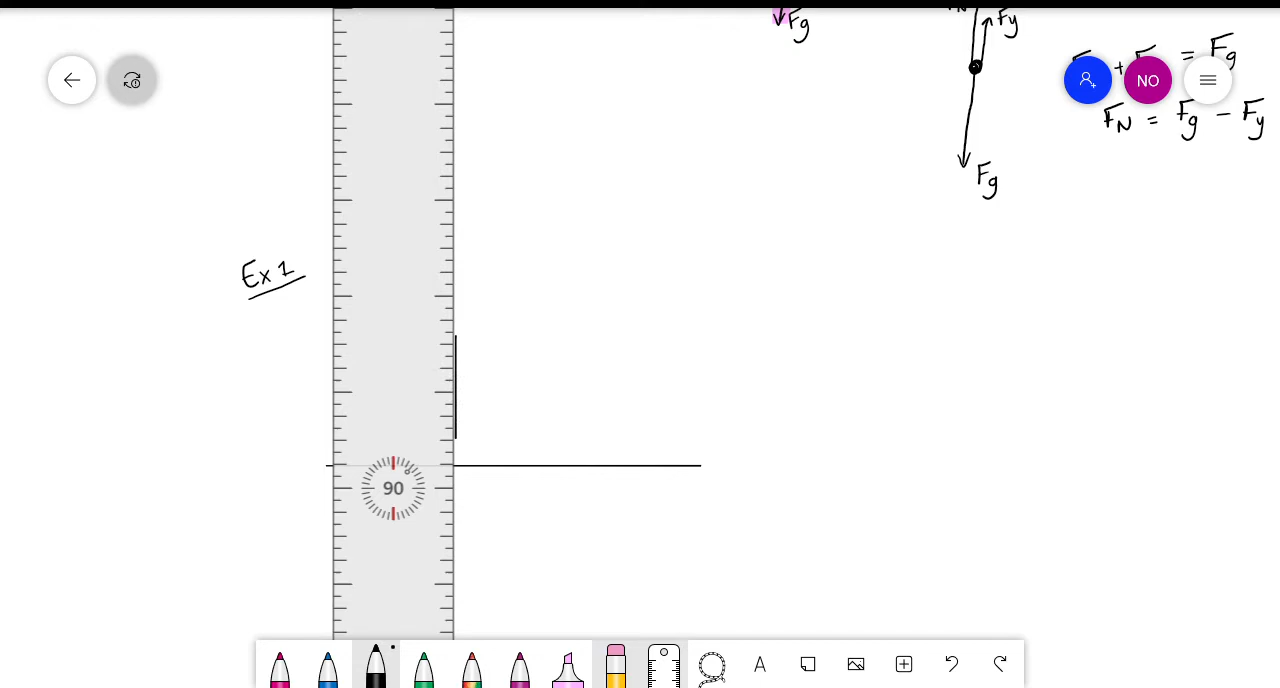 Fg
Fy
= Fg
NO
FN = Fg - Fy
Fg
Ex 1
90
A